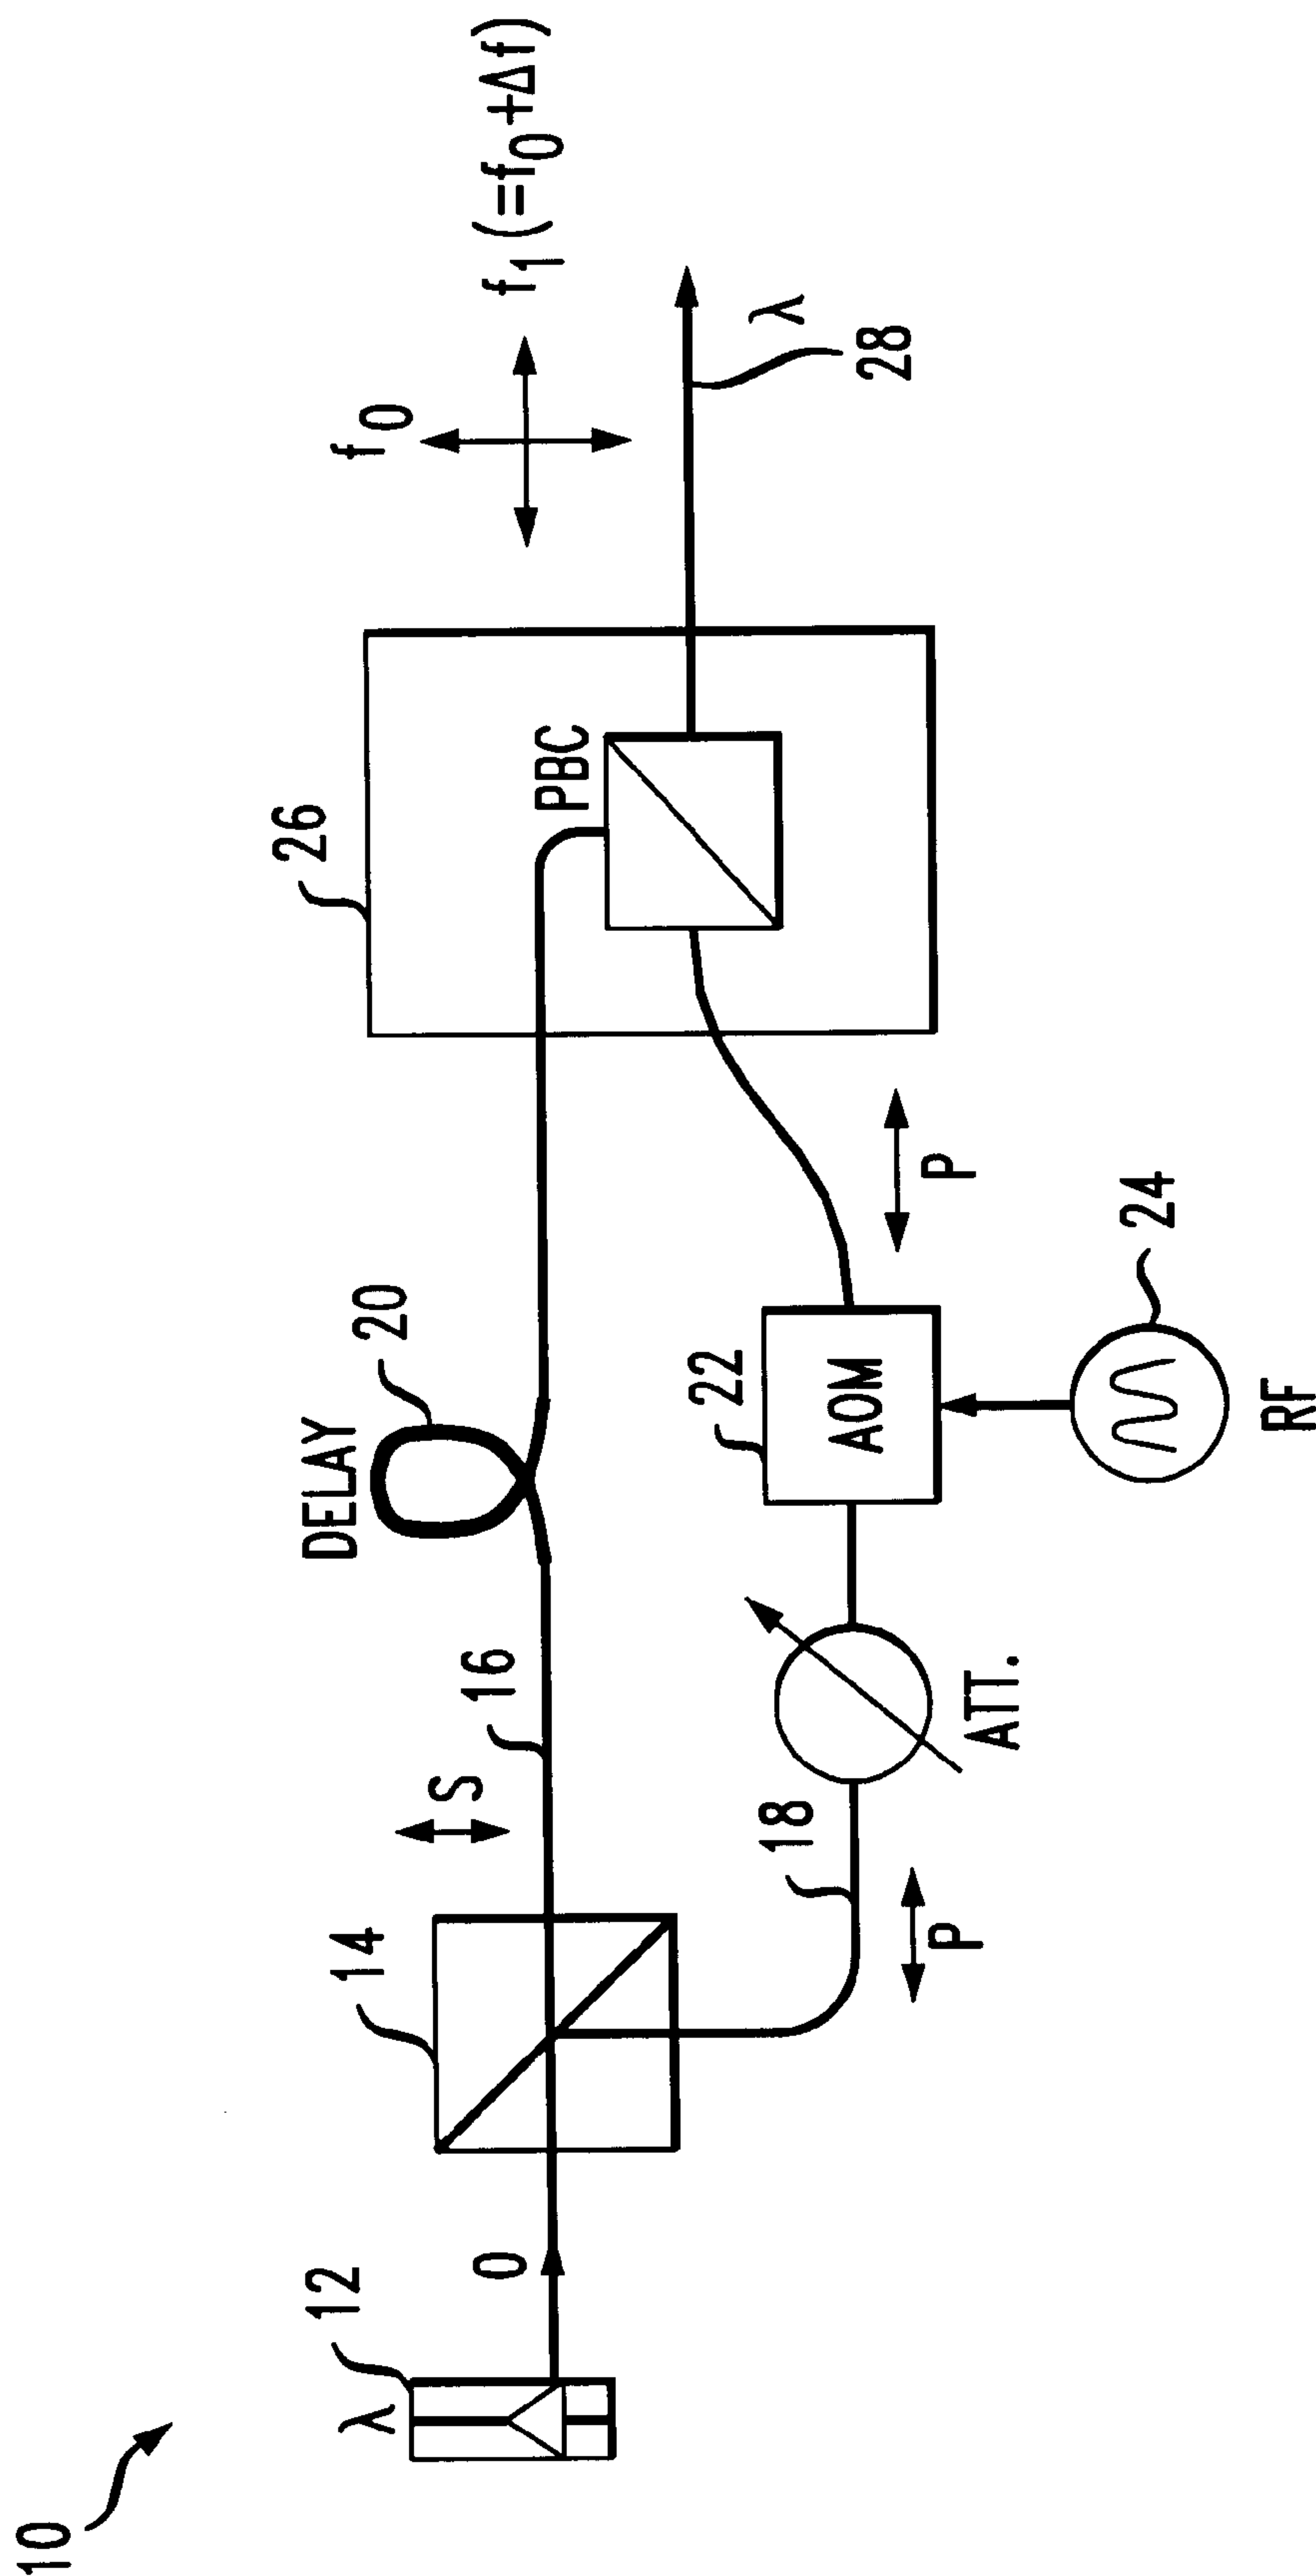 10
λ
12
O
14
S
16
18
P
ATT.
DELAY
20
22
AOM
24
RF
P
26
PBC
f0
f1 (=f0+Δf)
λ
28